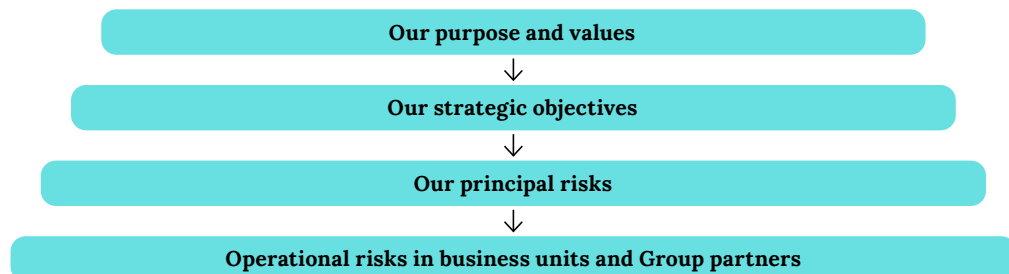 Our purpose and values
Our strategic objectives
Our principal risks
Operational risks in business units and Group partners